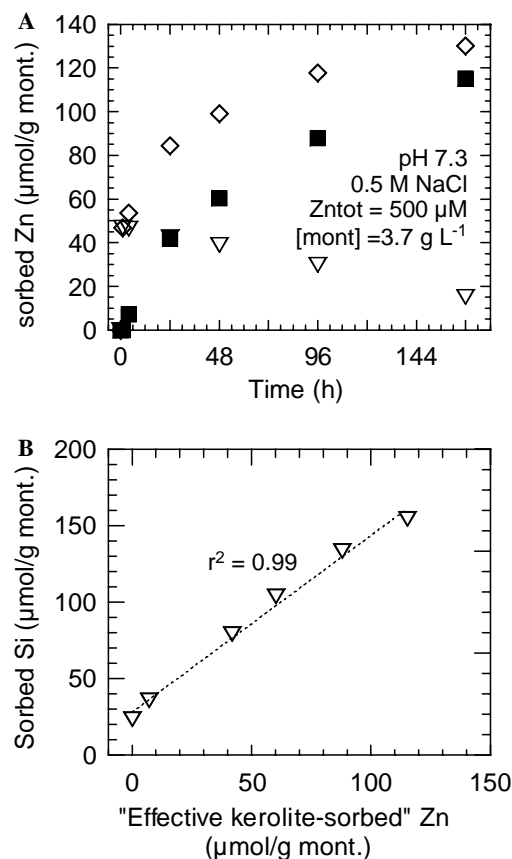 A
sorbed Zn (µmol/g mont.)
140
120
100
80
60
40
20
0
pH 7.3
0.5 M NaCl
Zntot = 500 µM
[mont] =3.7 g L⁻¹
0 48 96 144
Time (h)
B
Sorbed Si (µmol/g mont.)
200
150
100
50
0
r² = 0.99
0 50 100 150
"Effective kerolite-sorbed" Zn
(µmol/g mont.)